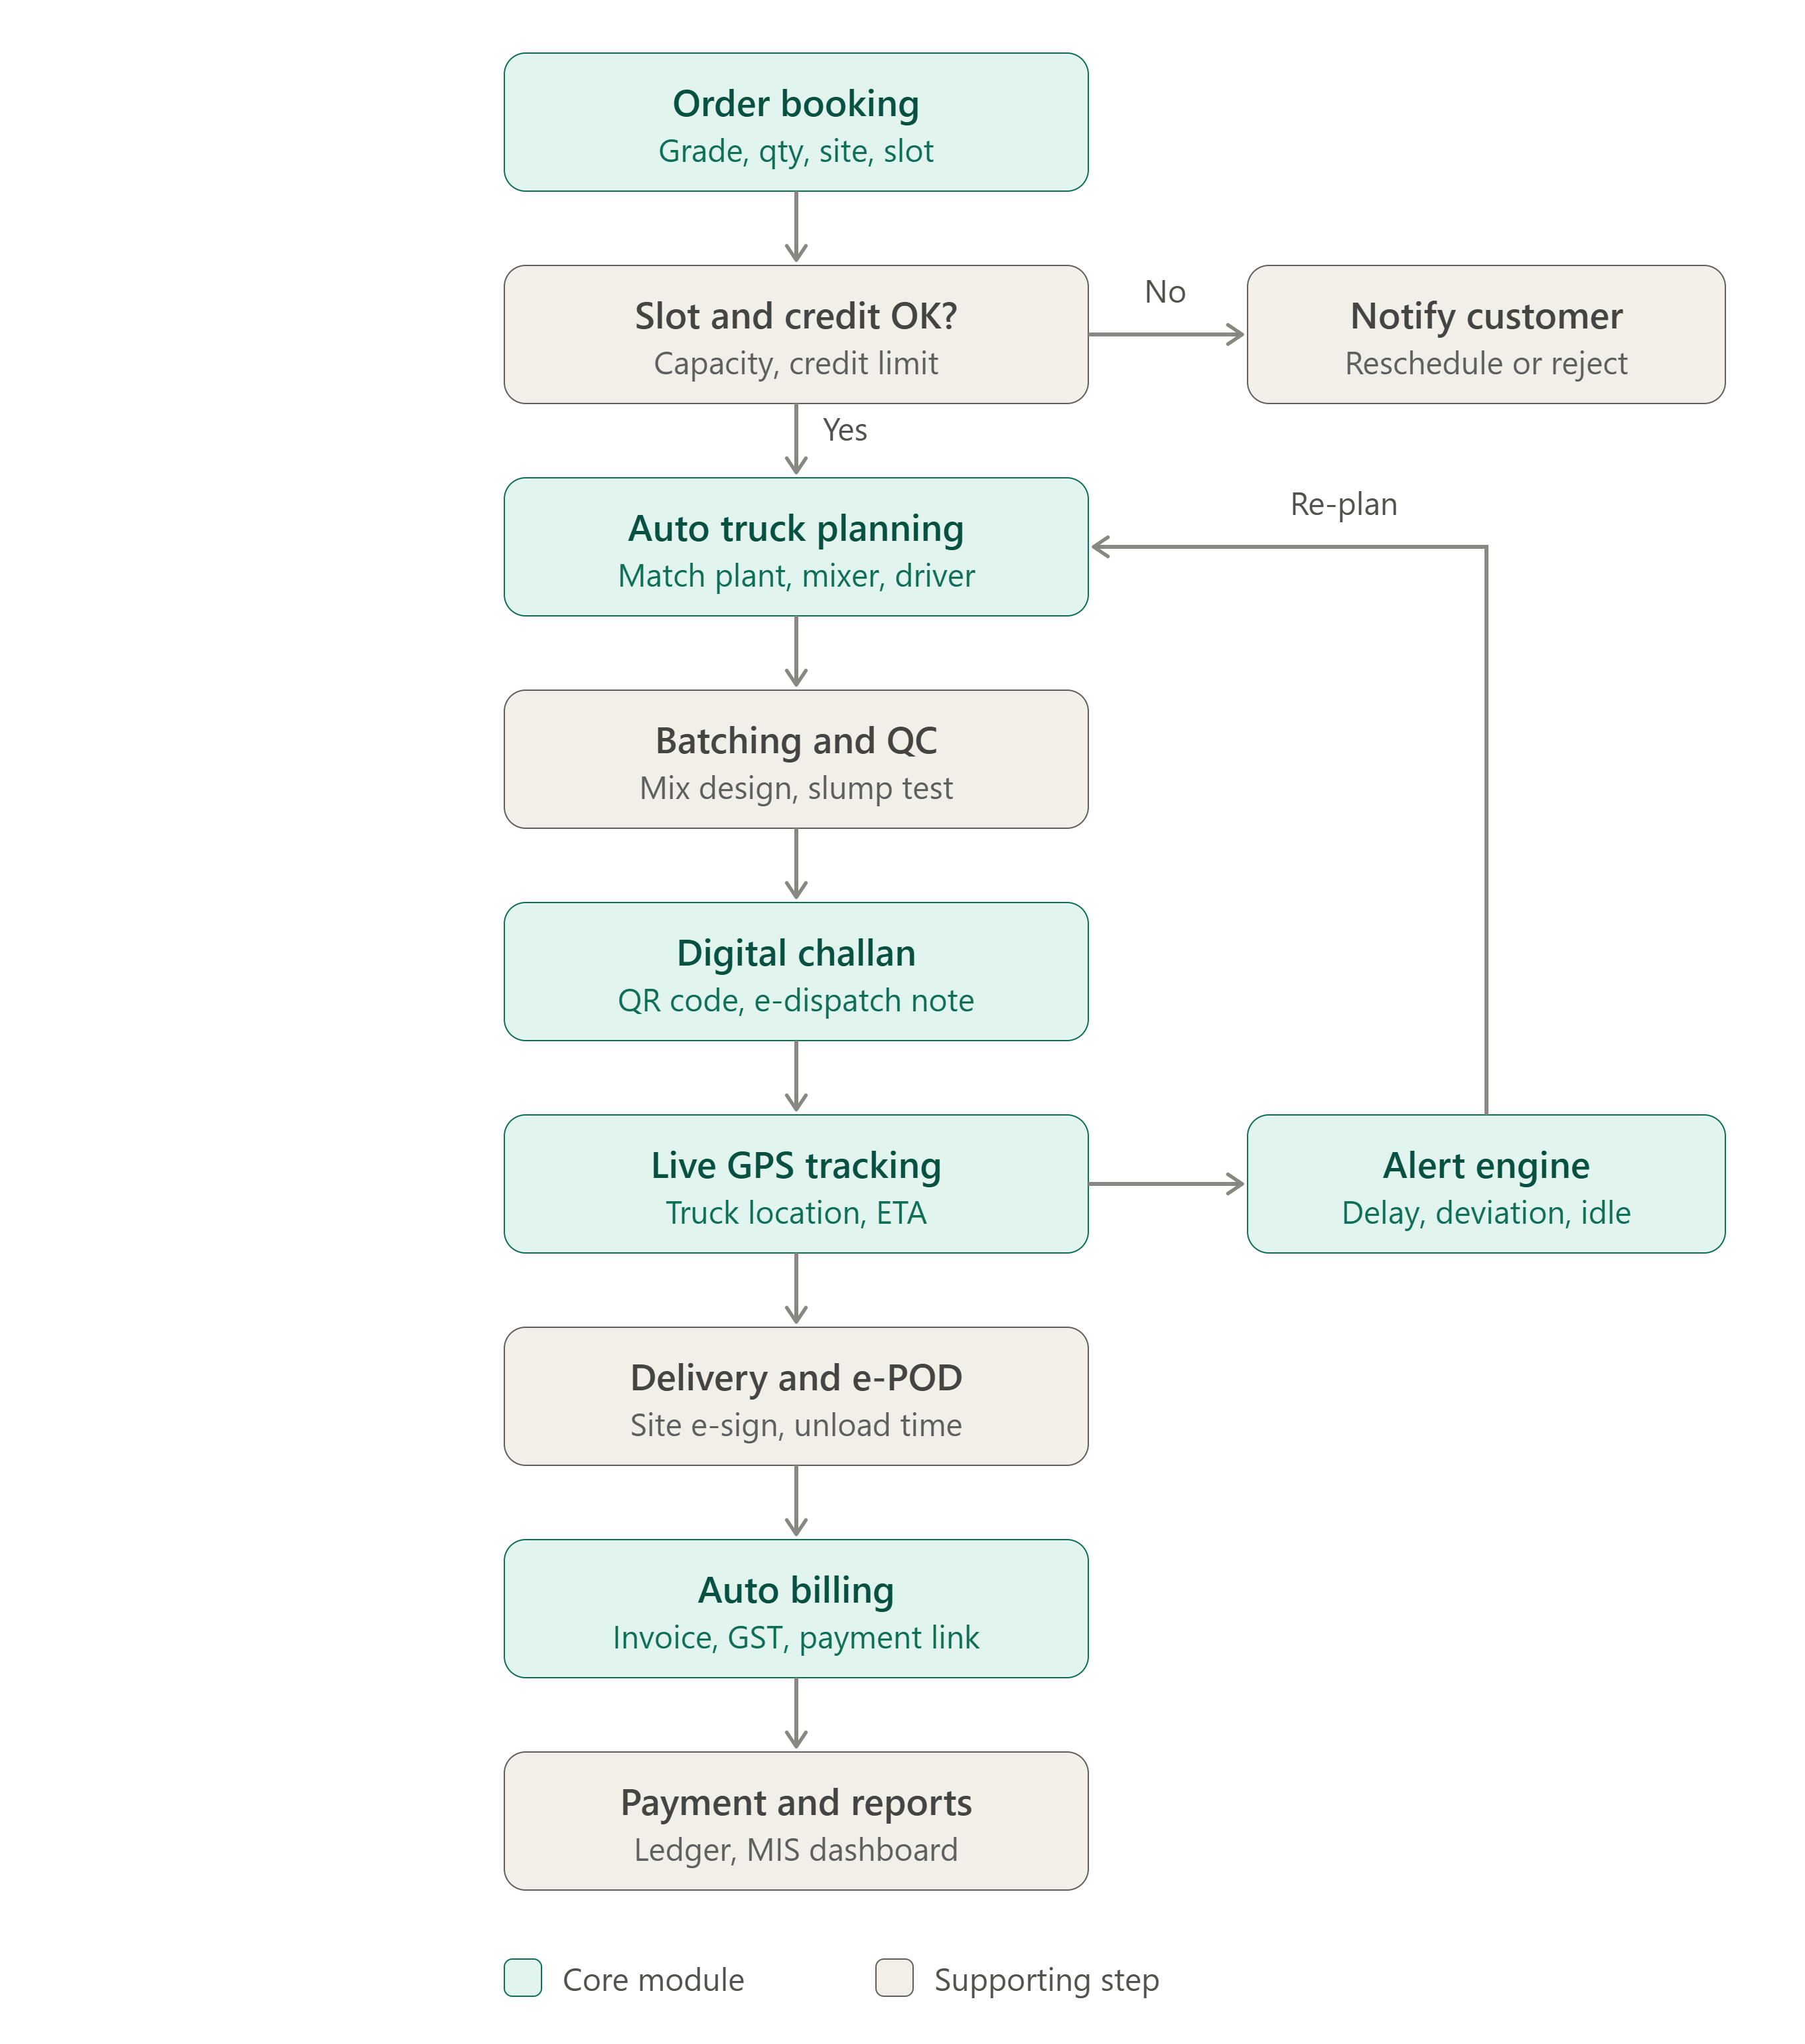 Order booking
Grade, qty, site, slot
Slot and credit OK?
Capacity, credit limit
No
Notify customer
Reschedule or reject
Yes
Auto truck planning
Match plant, mixer, driver
Re-plan
Batching and QC
Mix design, slump test
Digital challan
QR code, e-dispatch note
Live GPS tracking
Truck location, ETA
Alert engine
Delay, deviation, idle
Delivery and e-POD
Site e-sign, unload time
Auto billing
Invoice, GST, payment link
Payment and reports
Ledger, MIS dashboard
Core module
Supporting step